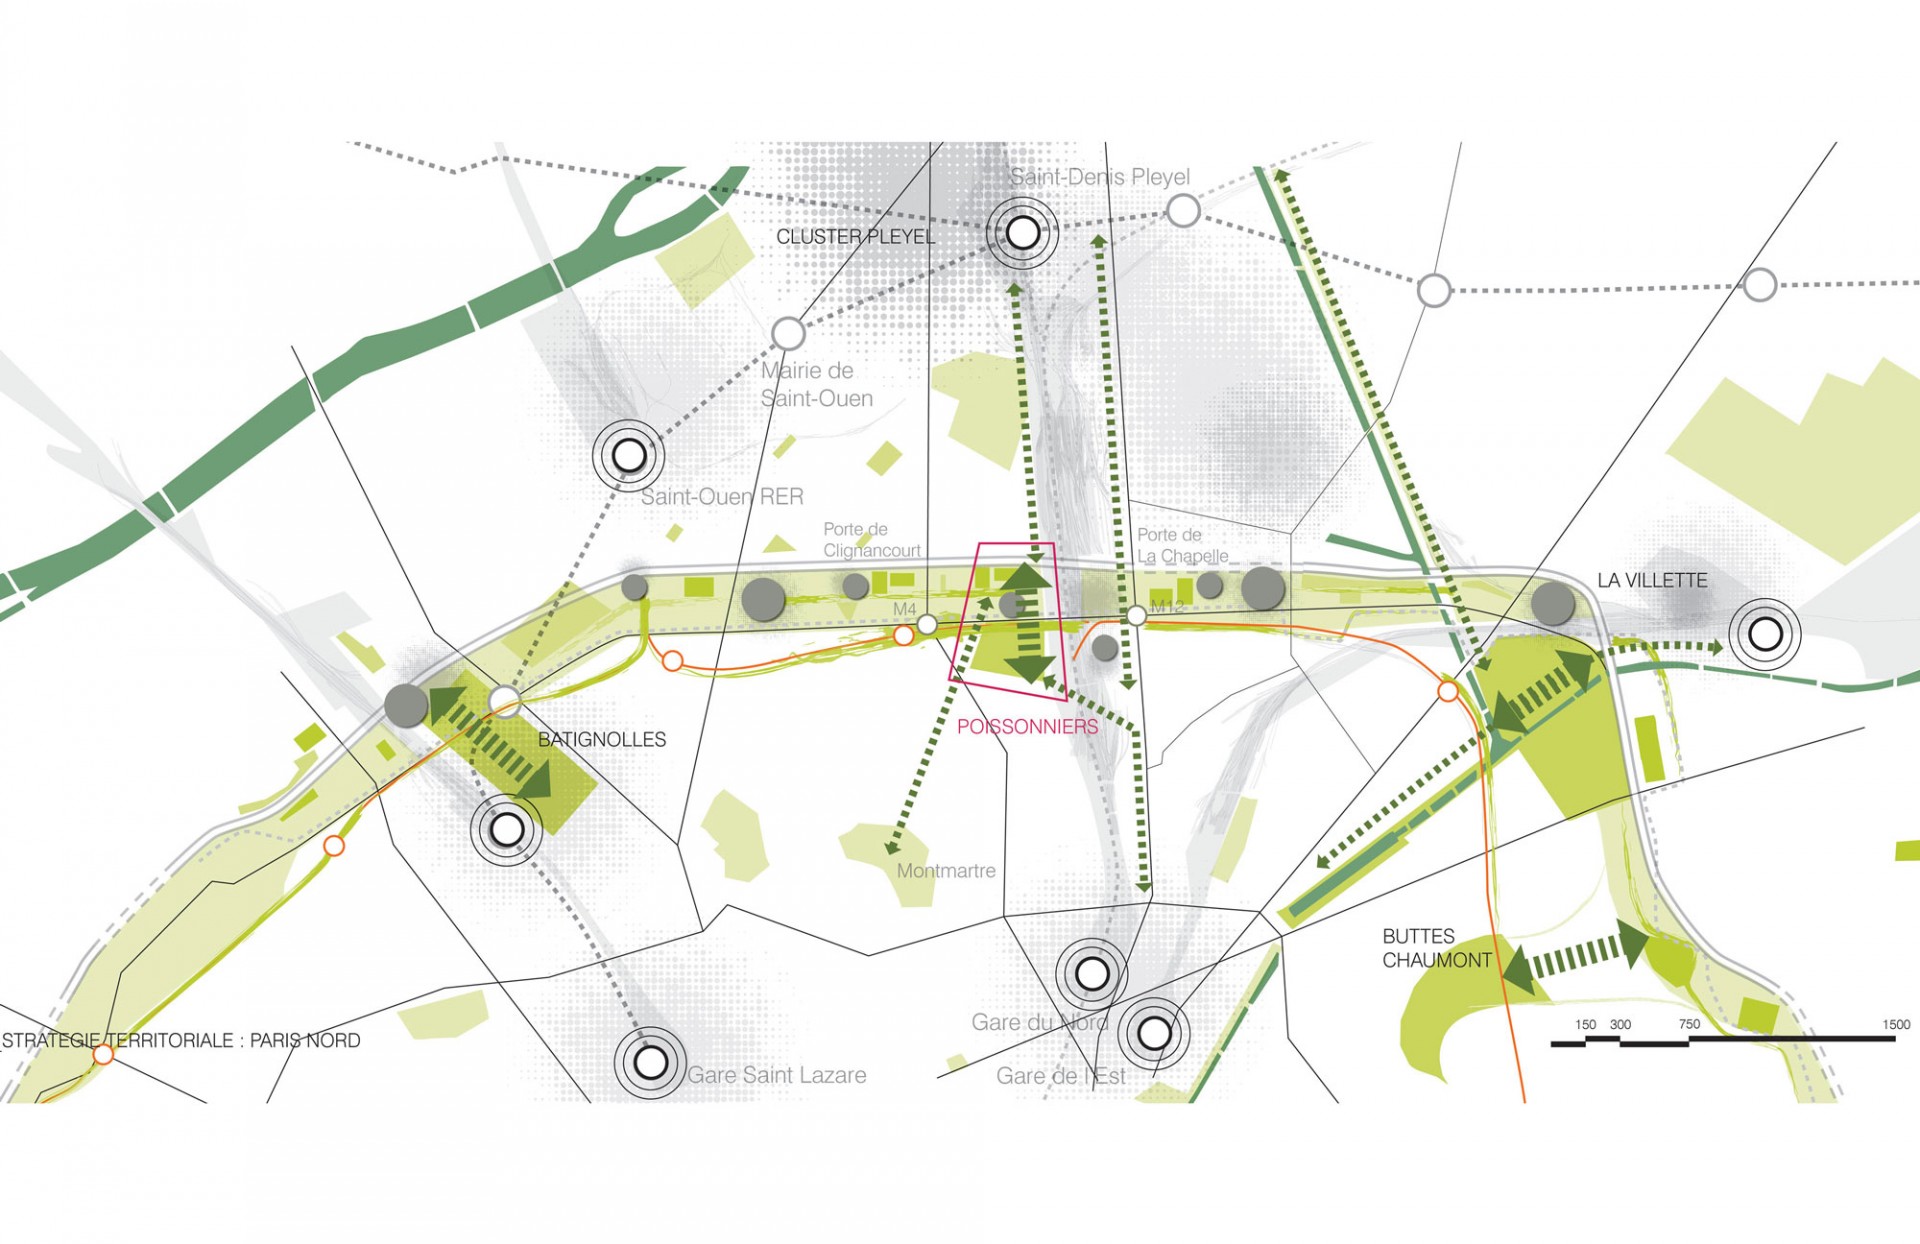 Saint-Denis Pleyel
CLUSTER PLEYEL
Mairie de
Saint-Ouen
Saint-Ouen RER
Porte de
Clignancourt
Porte de
La Chapelle
LA VILLETTE
M4
M12
POISSONNIERS
BATIGNOLLES
Montmartre
BUTTES
CHAUMONT
Gare du Nord
150 300 750 1500
STRATEGIE TERRITORIALE : PARIS NORD
Gare Saint Lazare
Gare de l'Est